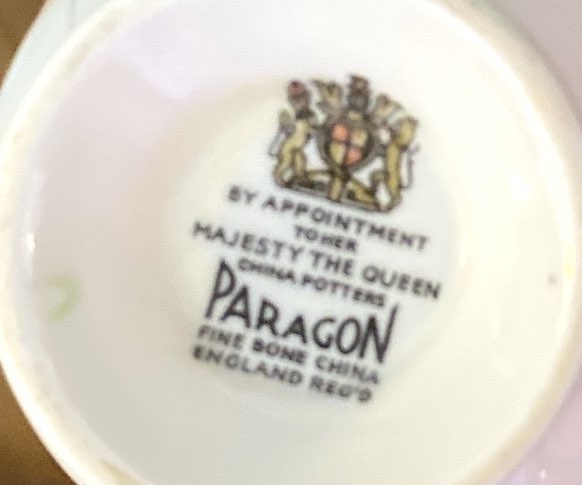 BY APPOINTMENT
TO HER
MAJESTY THE QUEEN
CHINA POTTERS
PARAGON
FINE BONE CHINA
ENGLAND REG'D